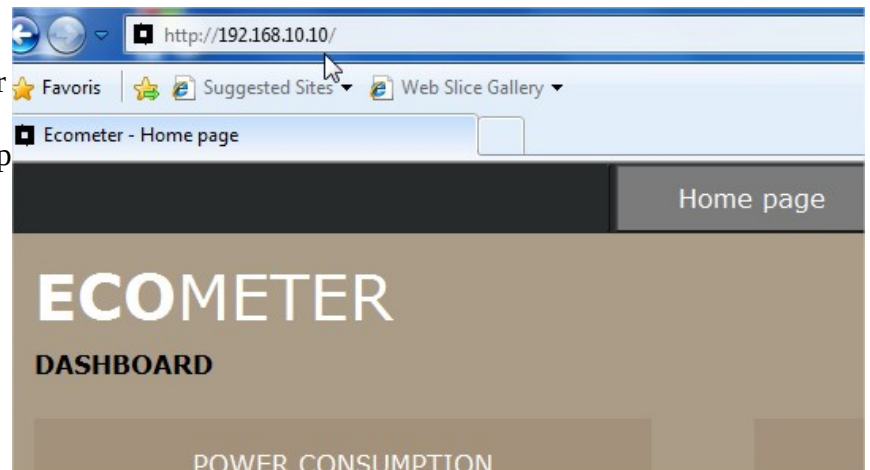 http://192.168.10.10/
r
Favoris Suggested Sites Web Slice Gallery
Ecometer - Home page
p
Home page
ECOMETER
DASHBOARD
POWER CONSUMPTION